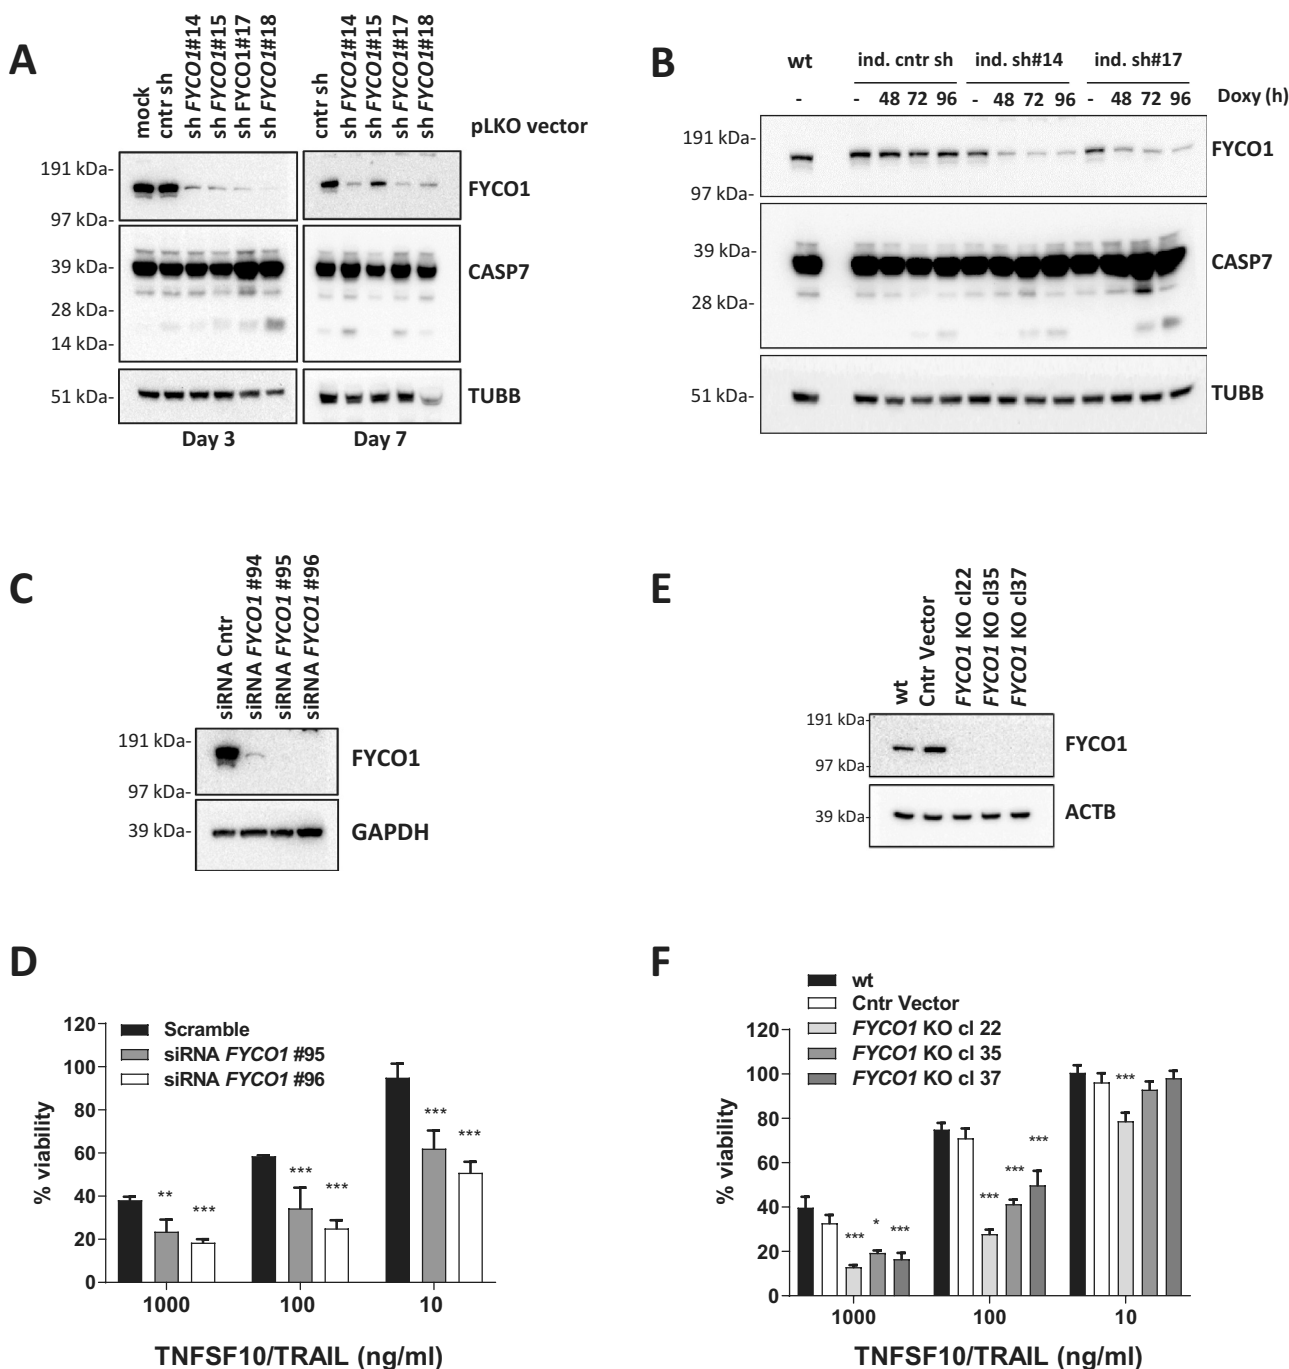 A
mock
cntr sh
sh FYCO1#14
sh FYCO1#15
sh FYCO1#17
sh FYCO1#18
cntr sh
sh FYCO1#14
sh FYCO1#15
sh FYCO1#17
sh FYCO1#18
pLKO vector
191 kDa-
97 kDa-
FYCO1
39 kDa-
28 kDa-
14 kDa-
CASP7
51 kDa-
TUBB
Day 3
Day 7
B
wt ind. cntr sh ind. sh#14 ind. sh#17
- - 48 72 96 - 48 72 96 - 48 72 96 Doxy (h)
191 kDa-
97 kDa-
FYCO1
39 kDa-
28 kDa-
CASP7
51 kDa-
TUBB
C
siRNA Cntr
siRNA FYCO1 #94
siRNA FYCO1 #95
siRNA FYCO1 #96
191 kDa-
97 kDa-
FYCO1
39 kDa-
GAPDH
E
wt
Cntr Vector
FYCO1 KO cl22
FYCO1 KO cl35
FYCO1 KO cl37
191 kDa-
97 kDa-
FYCO1
39 kDa-
ACTB
D
Scramble
siRNA FYCO1 #95
siRNA FYCO1 #96
% viability
120
100
80
60
40
20
0
** ***
*** ***
*** ***
1000 100 10
TNFSF10/TRAIL (ng/ml)
F
wt
Cntr Vector
FYCO1 KO cl 22
FYCO1 KO cl 35
FYCO1 KO cl 37
% viability
120
100
80
60
40
20
0
*** * ***
*** *** ***
***
1000 100 10
TNFSF10/TRAIL (ng/ml)